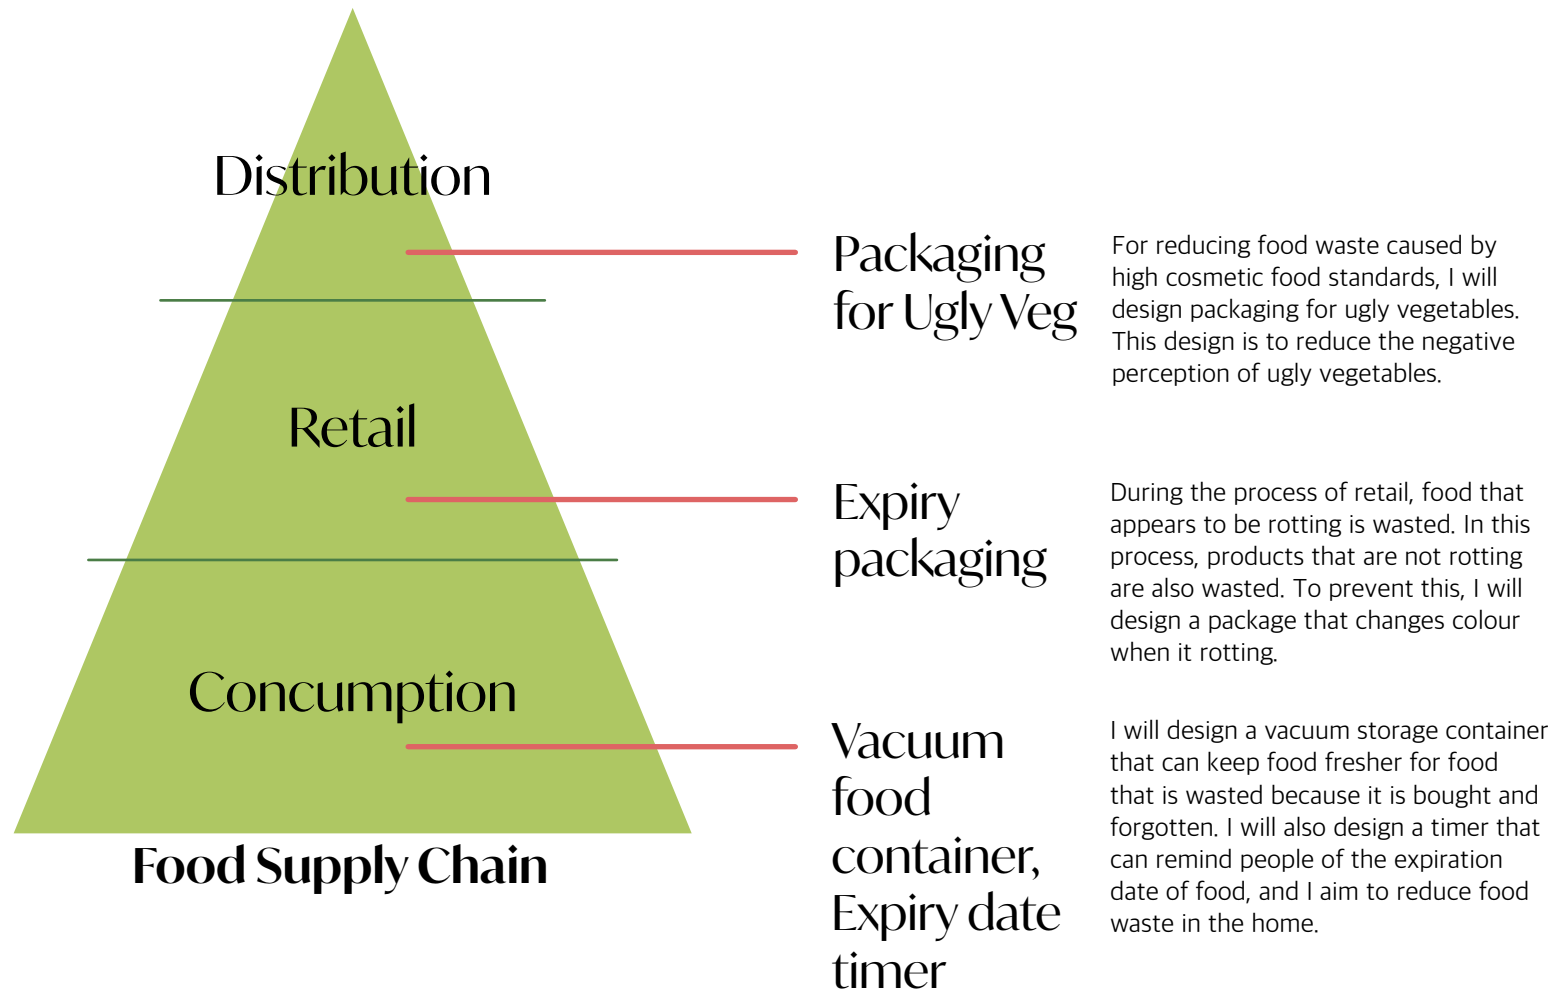 Distribution
Packaging
for Ugly Veg
For reducing food waste caused by
high cosmetic food standards, I will
design packaging for ugly vegetables.
This design is to reduce the negative
perception of ugly vegetables.
Retail
Expiry
packaging
During the process of retail, food that
appears to be rotting is wasted. In this
process, products that are not rotting
are also wasted. To prevent this, I will
design a package that changes colour
when it rotting.
Concumption
Vacuum
food
container,
Expiry date
timer
I will design a vacuum storage container
that can keep food fresher for food
that is wasted because it is bought and
forgotten. I will also design a timer that
can remind people of the expiration
date of food, and I aim to reduce food
waste in the home.
Food Supply Chain